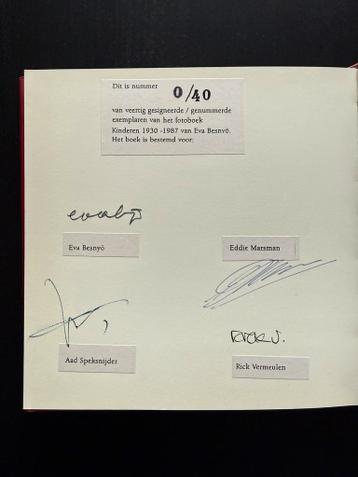 Dit is nummer 0/40
van veertig gesigneerde / genummerde
exemplaren van het fotoboek
Kinderen 1930 -1987 van Eva Besnyö.
Het boek is bestemd voor:
Eva Besnyö
Eddie Marsman
Aad Speksnijder
Rick V.
Rick Vermeulen